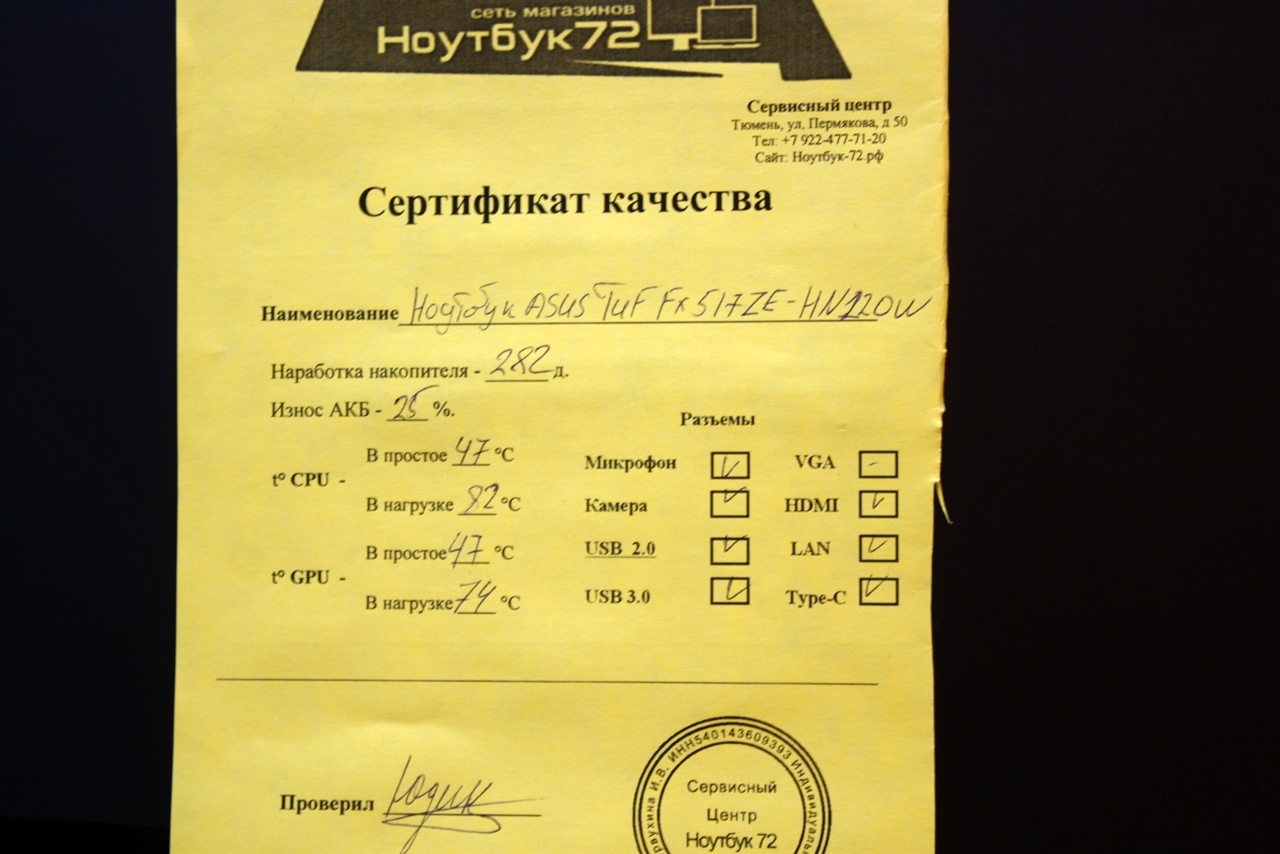 сеть магазинов
Ноутбук72
Сервисный центр
Тюмень, ул. Пермякова, д 50
Тел: +7 922-477-71-20
Сайт: Ноутбук-72.рф
Сертификат качества
Наименование Ноутбук ASUS TUF FX517ZE-HN120W
Наработка накопителя - 282 д.
Износ АКБ - 25 %.
Разъемы
t° CPU -
В простое 47 °C
В нагрузке 82 °C
t° GPU -
В простое 47 °C
В нагрузке 74 °C
Микрофон ✓ VGA -
Камера ✓ HDMI ✓
USB 2.0 ✓ LAN ✓
USB 3.0 ✓ Type-C ✓
Проверил
И.В. ИНН540143609393 Индивидуальн
Сервисный
Центр
Ноутбук 72